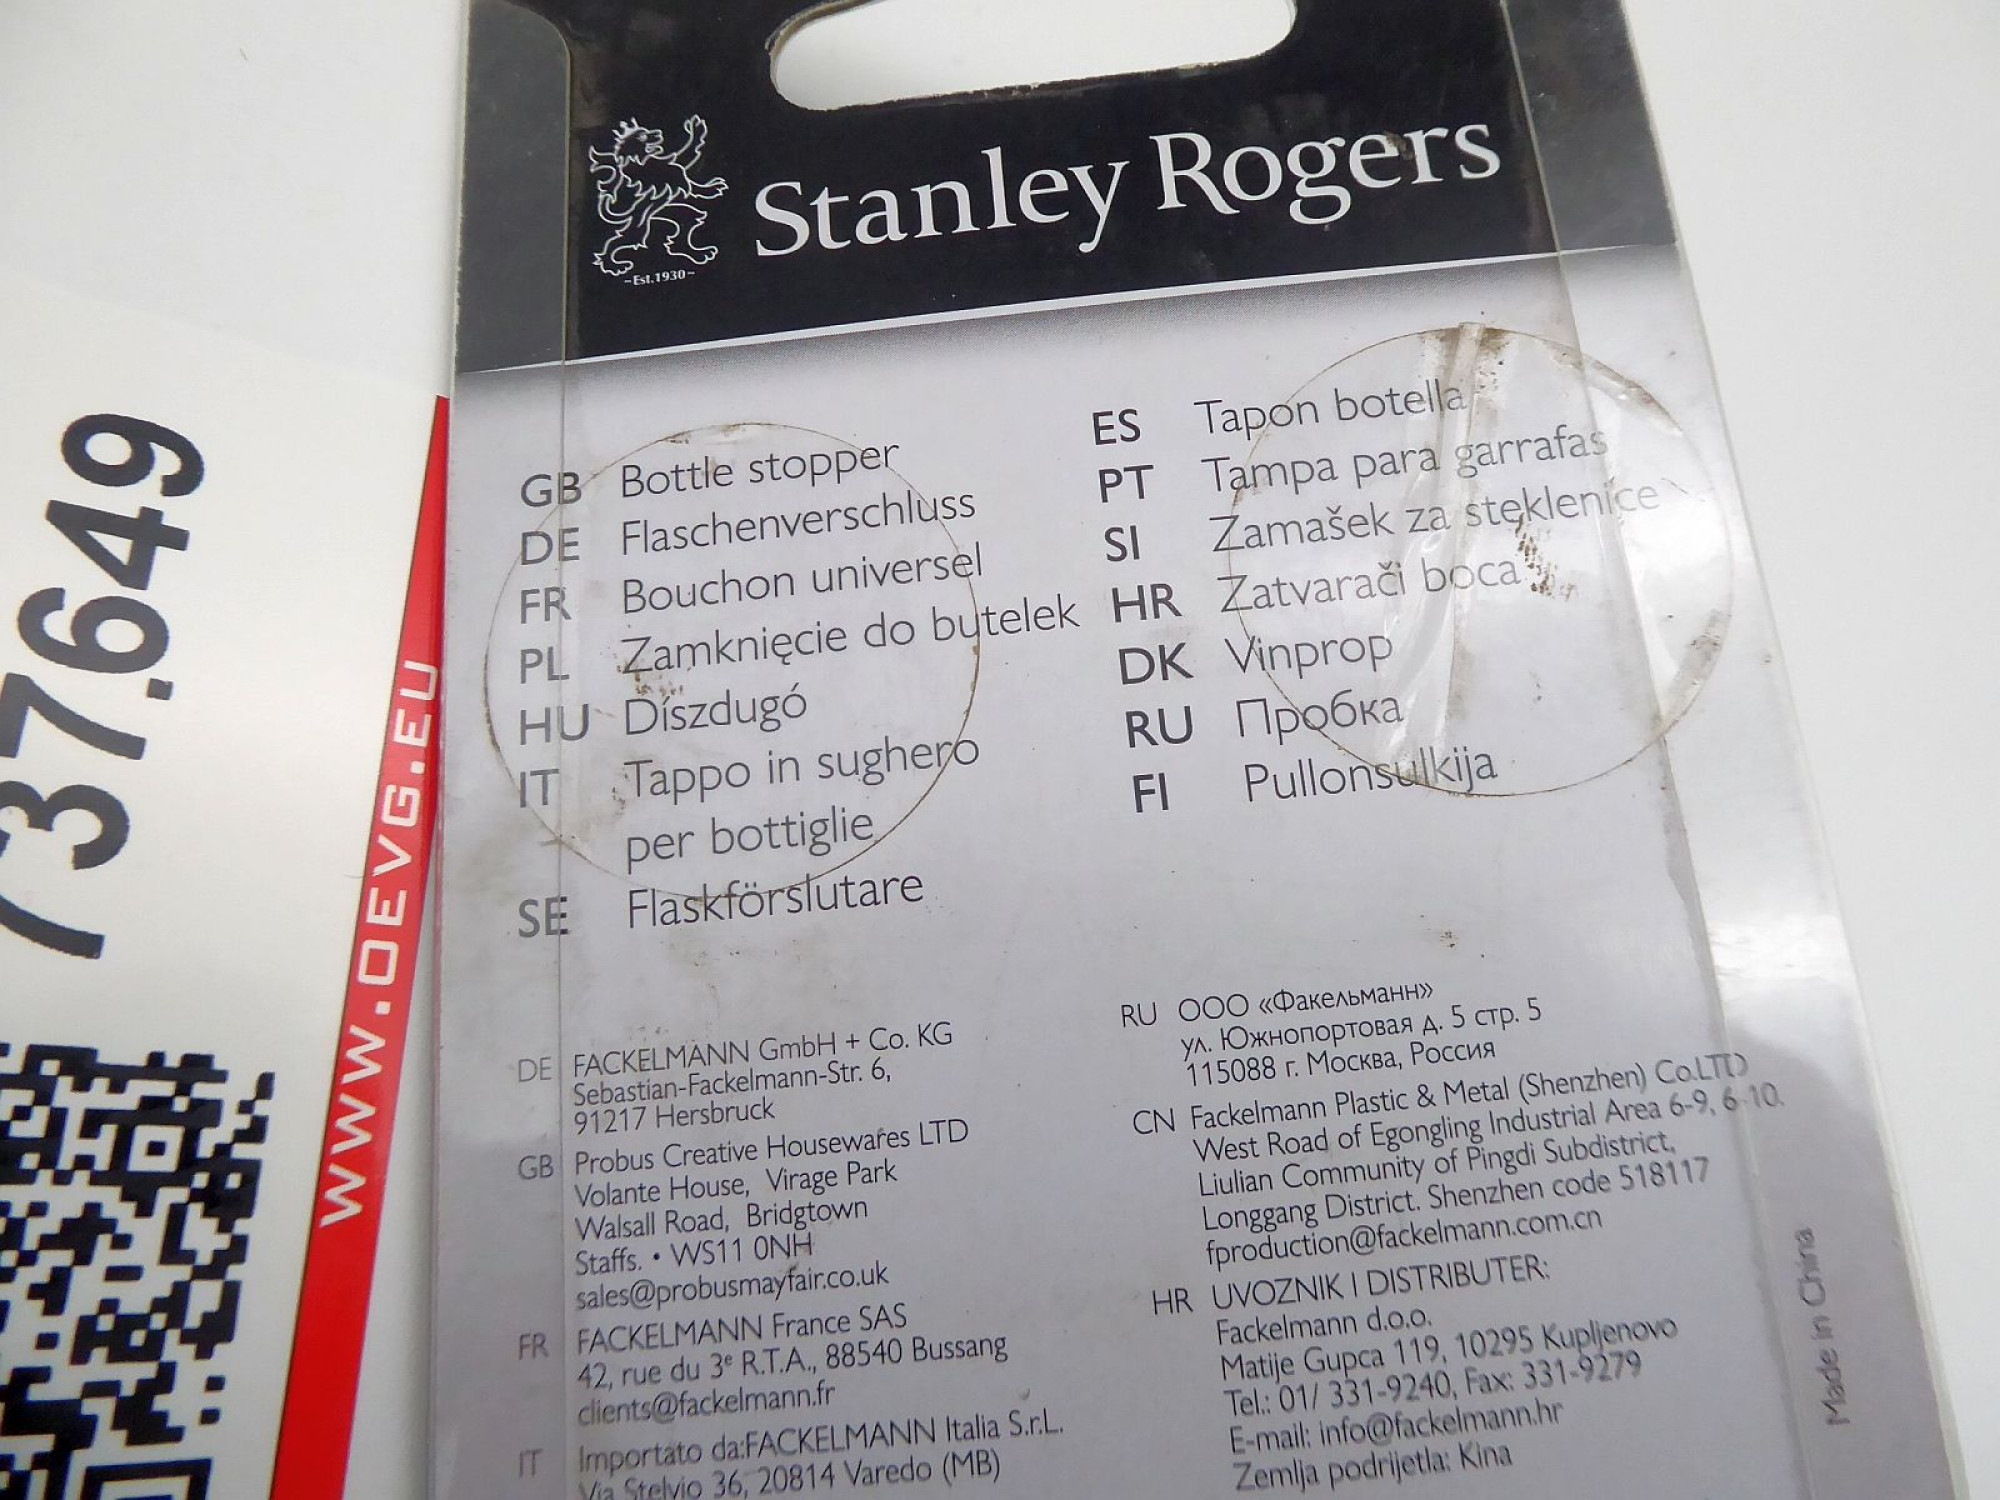 Stanley Rogers
~Est.1930~
GB Bottle stopper
DE Flaschenverschluss
FR Bouchon universel
PL Zamknięcie do butelek
HU Díszdugó
IT Tappo in sughero
per bottiglie
SE Flaskförslutare
ES Tapon botella
PT Tampa para garrafas
SI Zamašek za steklenice
HR Zatvarači boca
DK Vinprop
RU Пробка
FI Pullonsulkija
DE FACKELMANN GmbH + Co. KG
Sebastian-Fackelmann-Str. 6,
91217 Hersbruck
GB Probus Creative Housewares LTD
Volante House, Virage Park
Walsall Road, Bridgtown
Staffs. • WS11 0NH
sales@probusmayfair.co.uk
FR FACKELMANN France SAS
42, rue du 3e R.T.A., 88540 Bussang
clients@fackelmann.fr
IT Importato da:FACKELMANN Italia S.r.L.
Via Stelvio 36, 20814 Varedo (MB)
RU ООО «Факельманн»
ул. Южнопортовая д. 5 стр. 5
115088 г. Москва, Россия
CN Fackelmann Plastic & Metal (Shenzhen) Co.LTD
West Road of Egongling Industrial Area 6-9, 6-10.
Liulian Community of Pingdi Subdistrict,
Longgang District. Shenzhen code 518117
fproduction@fackelmann.com.cn
HR UVOZNIK I DISTRIBUTER:
Fackelmann d.o.o.
Matije Gupca 119, 10295 Kupljenovo
Tel.: 01/ 331-9240, Fax: 331-9279
E-mail: info@fackelmann.hr
Zemlja podrijetla: Kina
Made in China
WWW.OEVG.EU
737.649